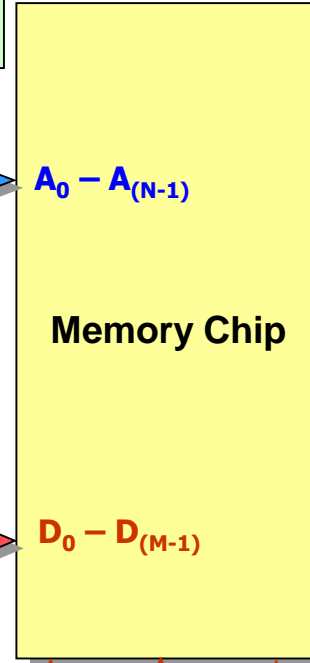 A₀ – A₍N-1₎
Memory Chip
D₀ – D₍M-1₎